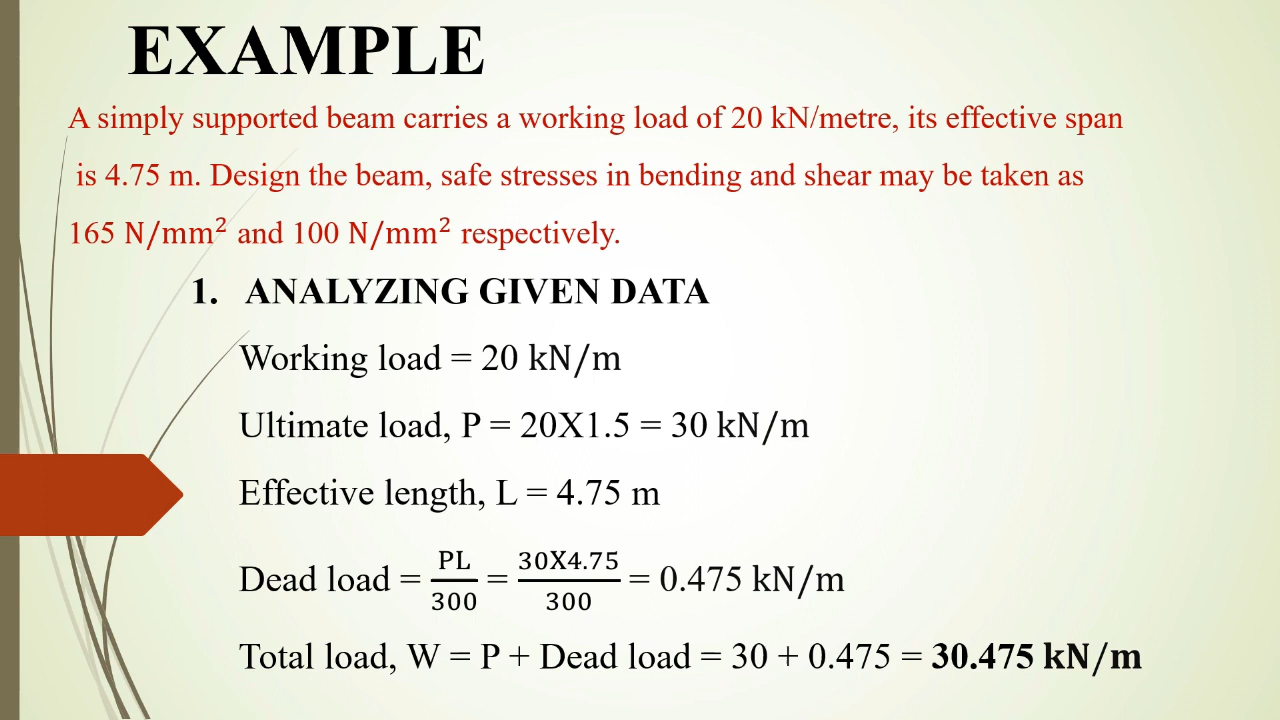 EXAMPLE
A simply supported beam carries a working load of 20 kN/metre, its effective span
is 4.75 m. Design the beam, safe stresses in bending and shear may be taken as
165 N/mm² and 100 N/mm² respectively.
1. ANALYZING GIVEN DATA
Working load = 20 kN/m
Ultimate load, P = 20X1.5 = 30 kN/m
Effective length, L = 4.75 m
Dead load = PL/300 = 30X4.75/300 = 0.475 kN/m
Total load, W = P + Dead load = 30 + 0.475 = 30.475 kN/m